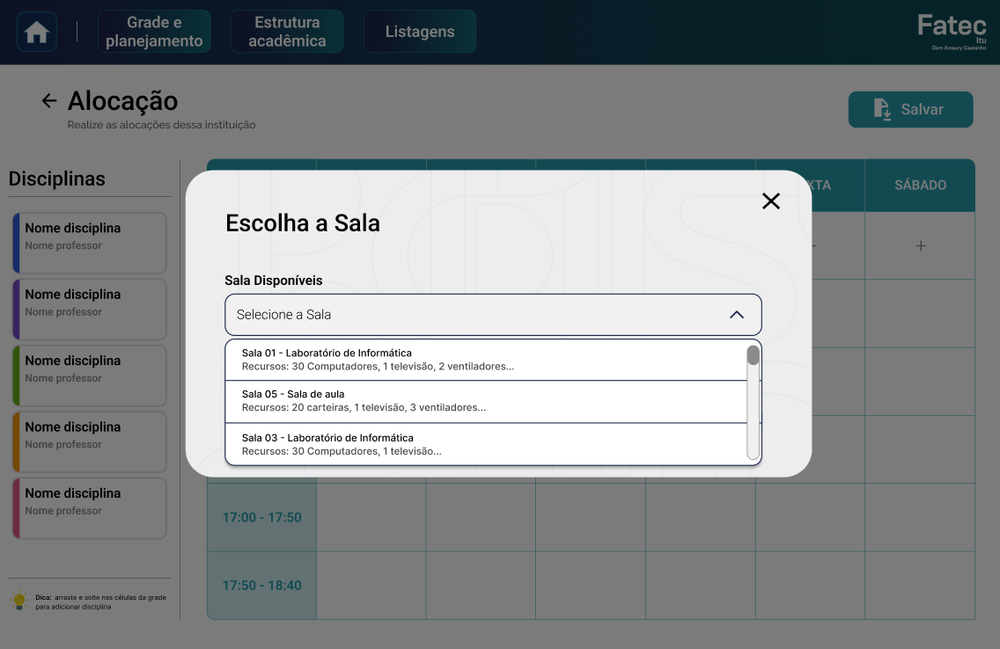 Grade e
planejamento
Estrutura
acadêmica
Listagens
Fatec
Itu
Dom Amaury Castanho
Alocação
Realize as alocações dessa instituição
Salvar
Disciplinas
Nome disciplina
Nome professor
Nome disciplina
Nome professor
Nome disciplina
Nome professor
Nome disciplina
Nome professor
Nome disciplina
Nome professor
Dica: arraste e solte nas células da grade
para adicionar disciplina
XTA
SÁBADO
+
Escolha a Sala
Sala Disponíveis
Selecione a Sala
Sala 01 - Laboratório de Informática
Recursos: 30 Computadores, 1 televisão, 2 ventiladores...
Sala 05 - Sala de aula
Recursos: 20 carteiras, 1 televisão, 3 ventiladores...
Sala 03 - Laboratório de Informática
Recursos: 30 Computadores, 1 televisão...
17:00 - 17:50
17:50 - 18:40